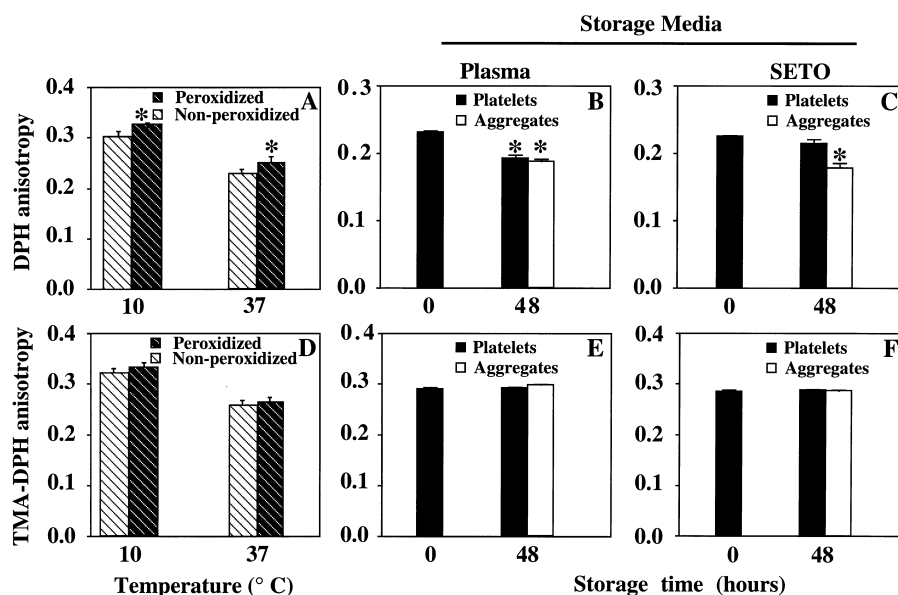 Storage Media
Plasma
SETO
DPH anisotropy
0.4
0.3
0.2
0.1
0.0
Peroxidized
Non-peroxidized
A
*
*
10
37
0.3
0.2
0.1
0.0
Platelets
Aggregates
B
* *
0
48
0.3
0.2
0.1
0.0
Platelets
Aggregates
C
*
0
48
TMA-DPH anisotropy
0.4
0.3
0.2
0.1
0.0
Peroxidized
Non-peroxidized
D
10
37
Temperature (° C)
0.4
0.3
0.2
0.1
0.0
Platelets
Aggregates
E
0
48
0.4
0.3
0.2
0.1
0.0
Platelets
Aggregates
F
0
48
Storage time (hours)